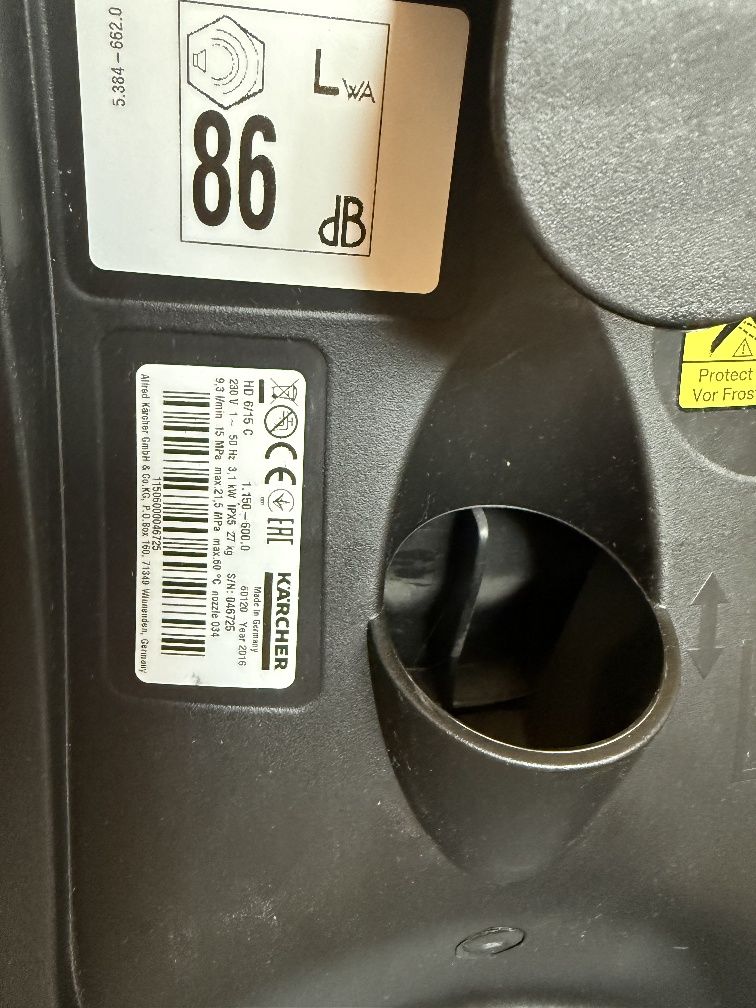 5.384-662.0
LWA
86
dB
Protect
Vor Fros
CE EAC KÄRCHER
Made in Germany
HD 6/15 C 1.150-600.0 60120 Year 2016
230 V 1~ 50 Hz 3,1 kW IPX5 27 kg S/N: 046725
9,3 l/min 15 MPa max.21,5 MPa max.60 °C nozzle 034
11506000046725
Alfred Kärcher GmbH & Co.KG, P.O.Box 160, 71349 Winnenden, Germany